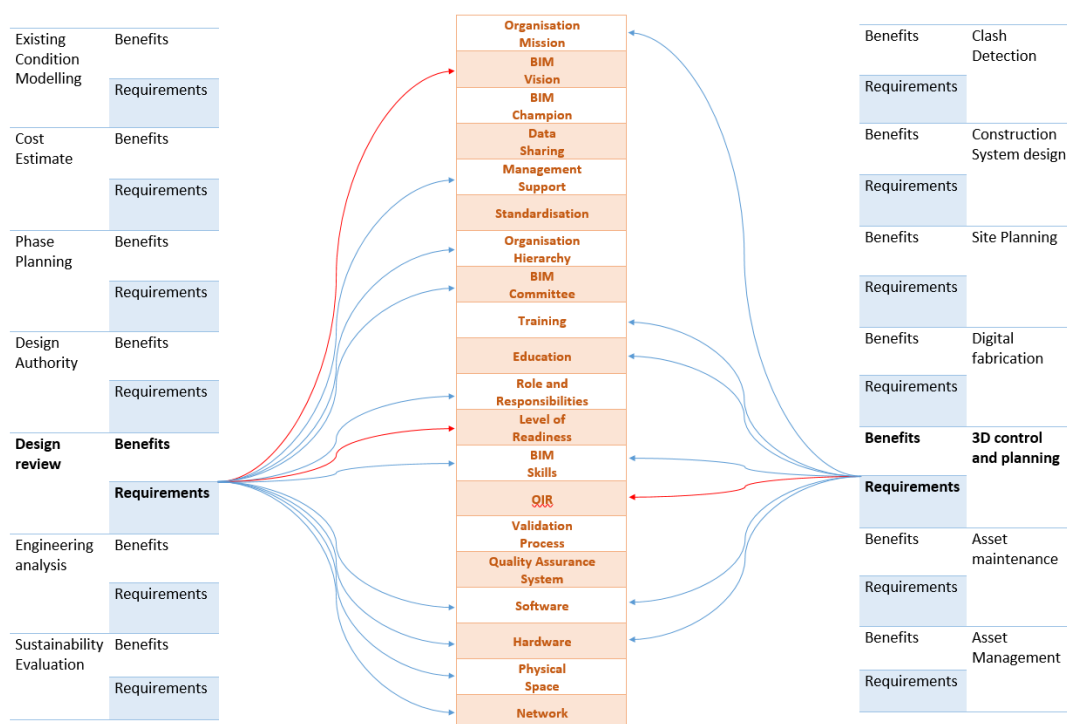 Existing
Condition
Modelling
Benefits
Requirements
Cost
Estimate
Benefits
Requirements
Phase
Planning
Benefits
Requirements
Design
Authority
Benefits
Requirements
Design
review
Benefits
Requirements
Engineering
analysis
Benefits
Requirements
Sustainability
Evaluation
Benefits
Requirements
Organisation
Mission
BIM
Vision
BIM
Champion
Data
Sharing
Management
Support
Standardisation
Organisation
Hierarchy
BIM
Committee
Training
Education
Role and
Responsibilities
Level of
Readiness
BIM
Skills
OIR
Validation
Process
Quality Assurance
System
Software
Hardware
Physical
Space
Network
Benefits
Requirements
Clash
Detection
Benefits
Requirements
Construction
System design
Benefits
Requirements
Site Planning
Benefits
Requirements
Digital
fabrication
Benefits
Requirements
3D control
and planning
Benefits
Requirements
Asset
maintenance
Benefits
Requirements
Asset
Management